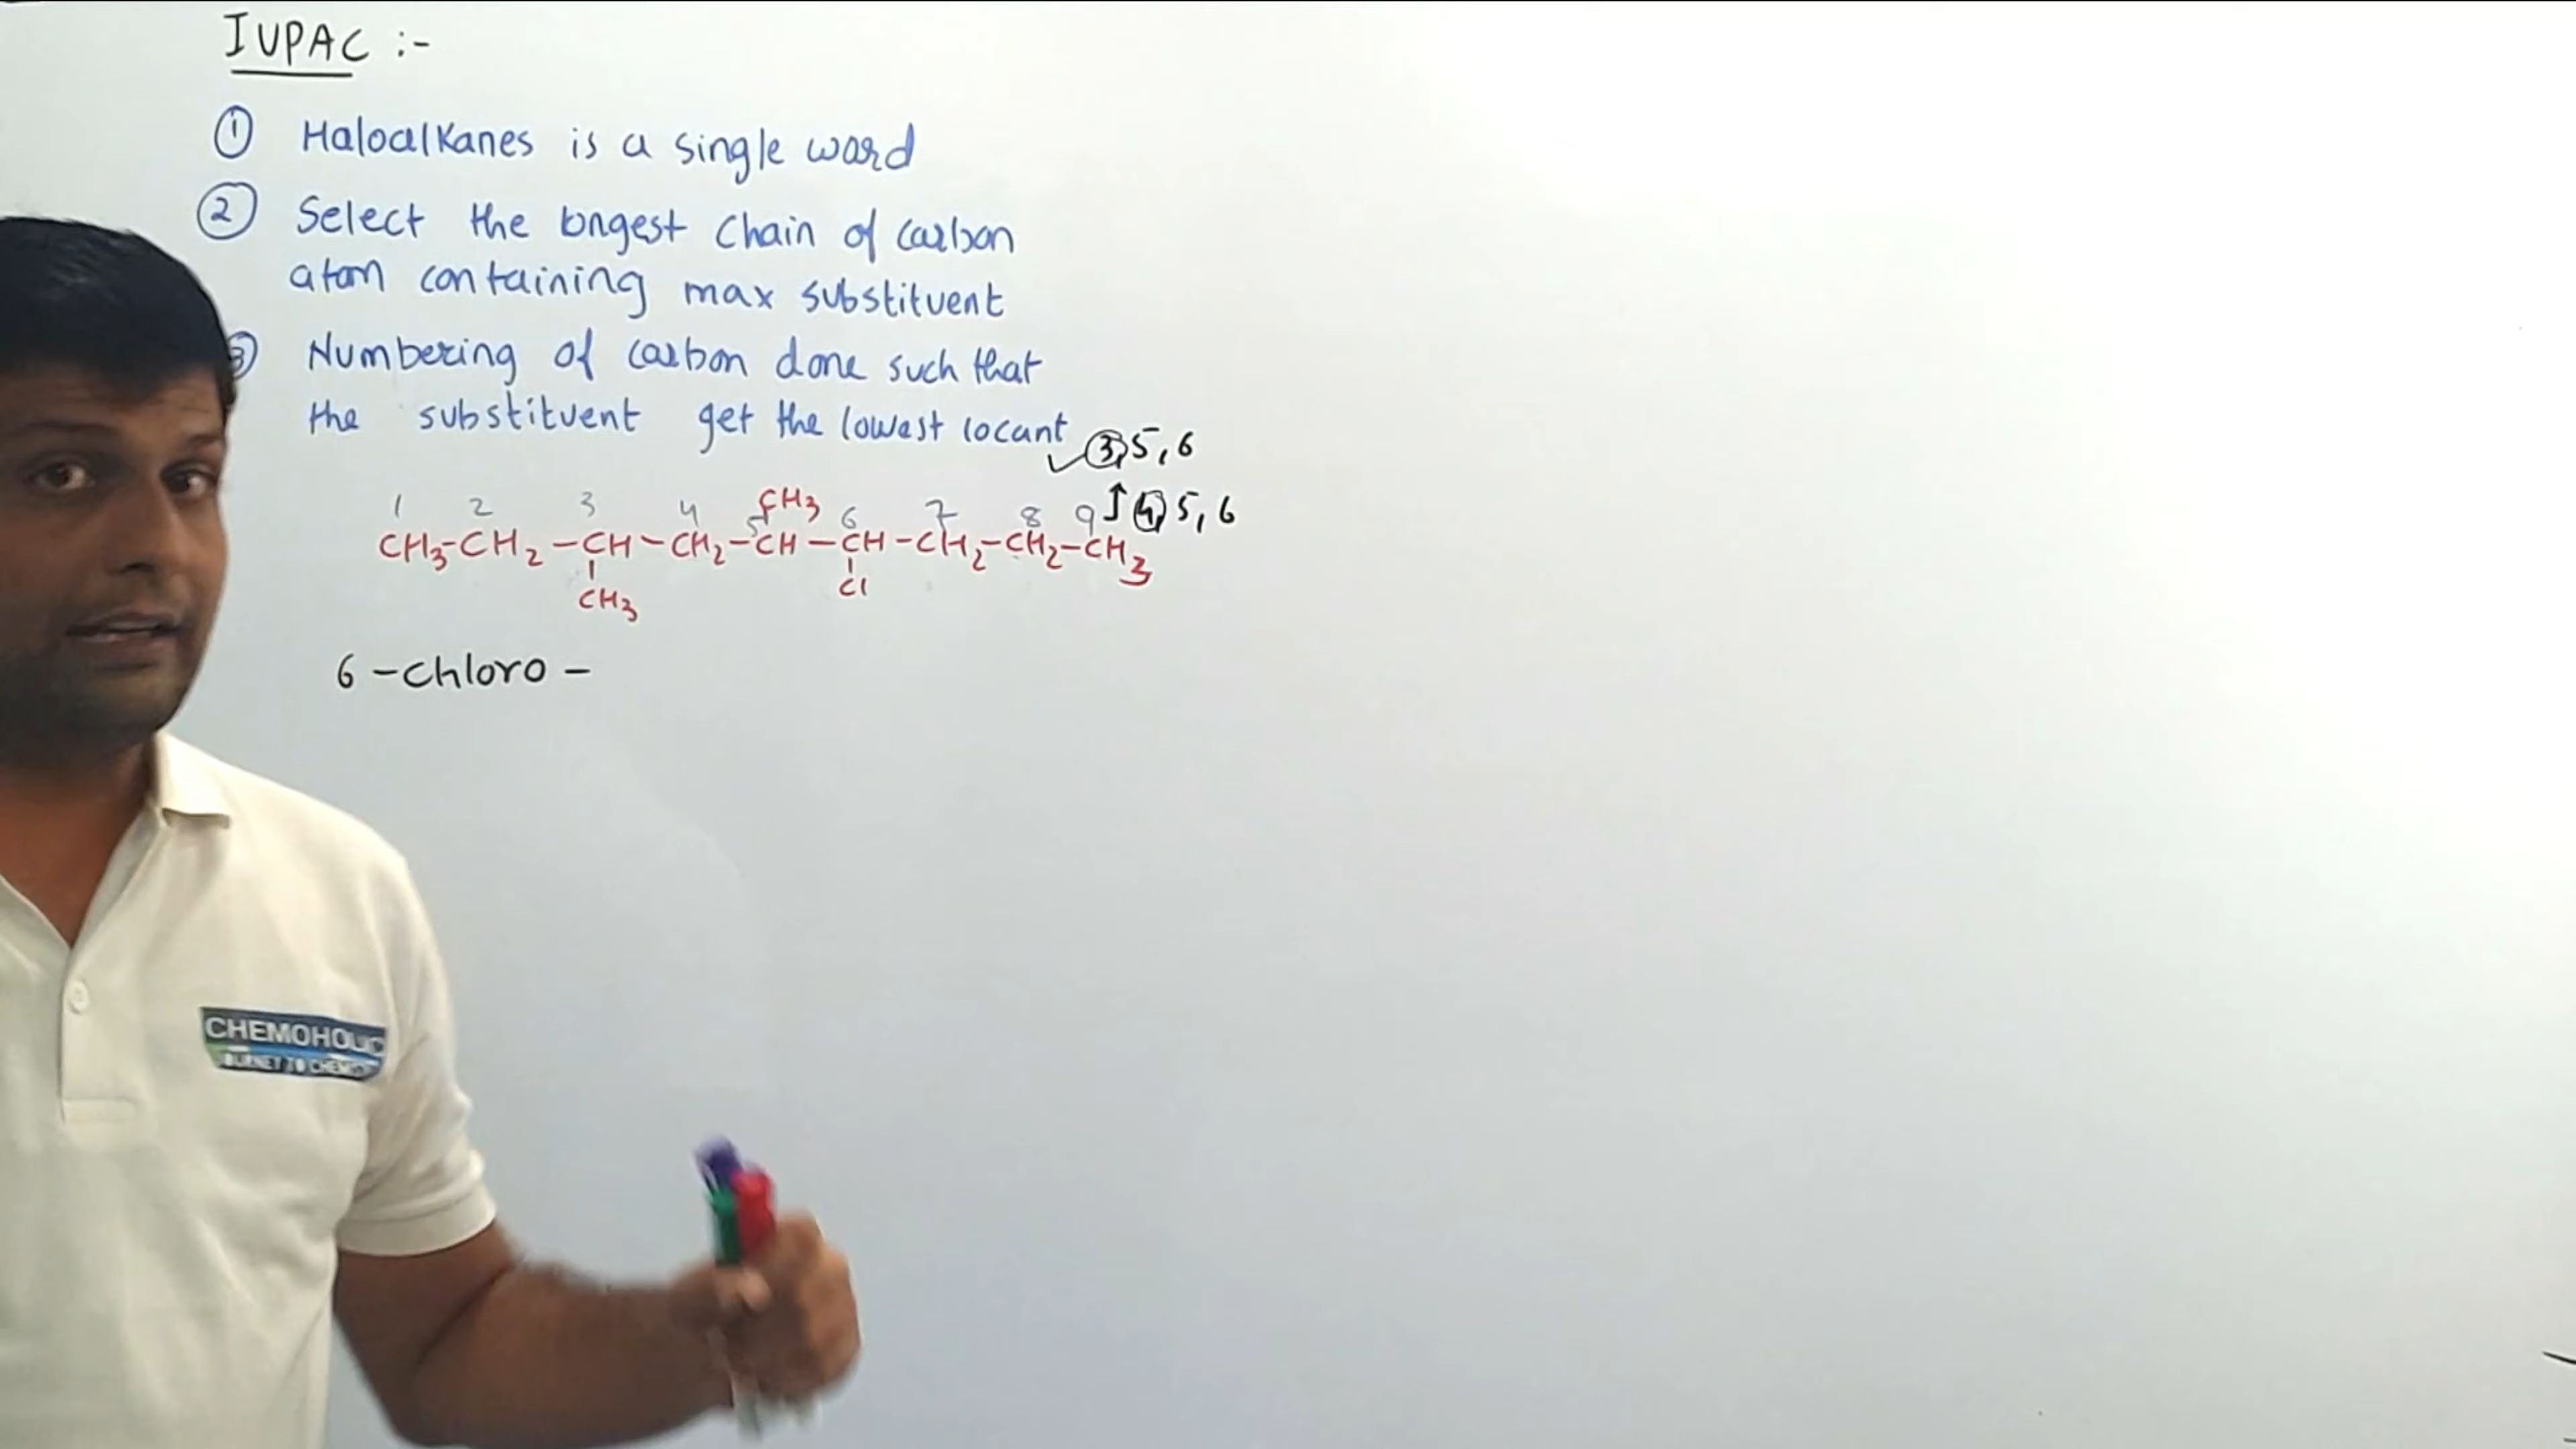 IUPAC :-
① Haloalkanes is a single word
② Select the longest chain of carbon
atom containing max substituent
③ Numbering of carbon done such that
the substituent get the lowest locant
✓ 3,5,6
↑ 4,5,6
1 2 3 4 5 CH3 6 7 8 9
CH3-CH2-CH-CH2-CH-CH-CH2-CH2-CH3
CH3 Cl
6-chloro-
CHEMOHOLIC